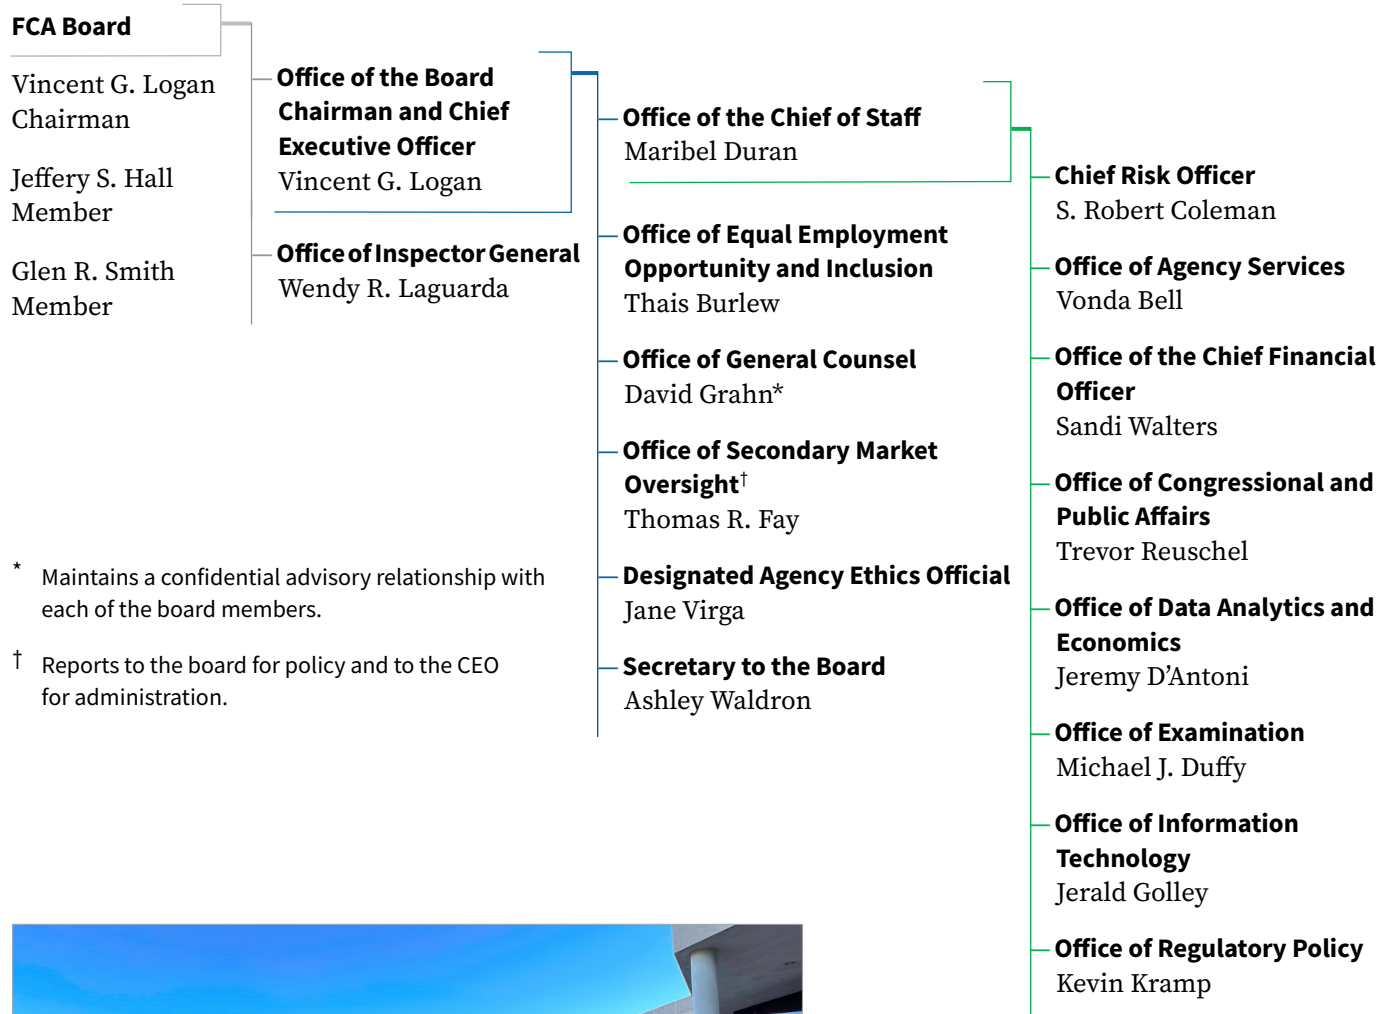 FCA Board
Vincent G. Logan
Chairman
Jeffery S. Hall
Member
Glen R. Smith
Member
Office of the Board
Chairman and Chief
Executive Officer
Vincent G. Logan
Office of Inspector General
Wendy R. Laguarda
Office of the Chief of Staff
Maribel Duran
Office of Equal Employment
Opportunity and Inclusion
Thais Burlew
Office of General Counsel
David Grahn*
Office of Secondary Market
Oversight†
Thomas R. Fay
Designated Agency Ethics Official
Jane Virga
Secretary to the Board
Ashley Waldron
Chief Risk Officer
S. Robert Coleman
Office of Agency Services
Vonda Bell
Office of the Chief Financial
Officer
Sandi Walters
Office of Congressional and
Public Affairs
Trevor Reuschel
Office of Data Analytics and
Economics
Jeremy D’Antoni
Office of Examination
Michael J. Duffy
Office of Information
Technology
Jerald Golley
Office of Regulatory Policy
Kevin Kramp
* Maintains a confidential advisory relationship with
each of the board members.
† Reports to the board for policy and to the CEO
for administration.